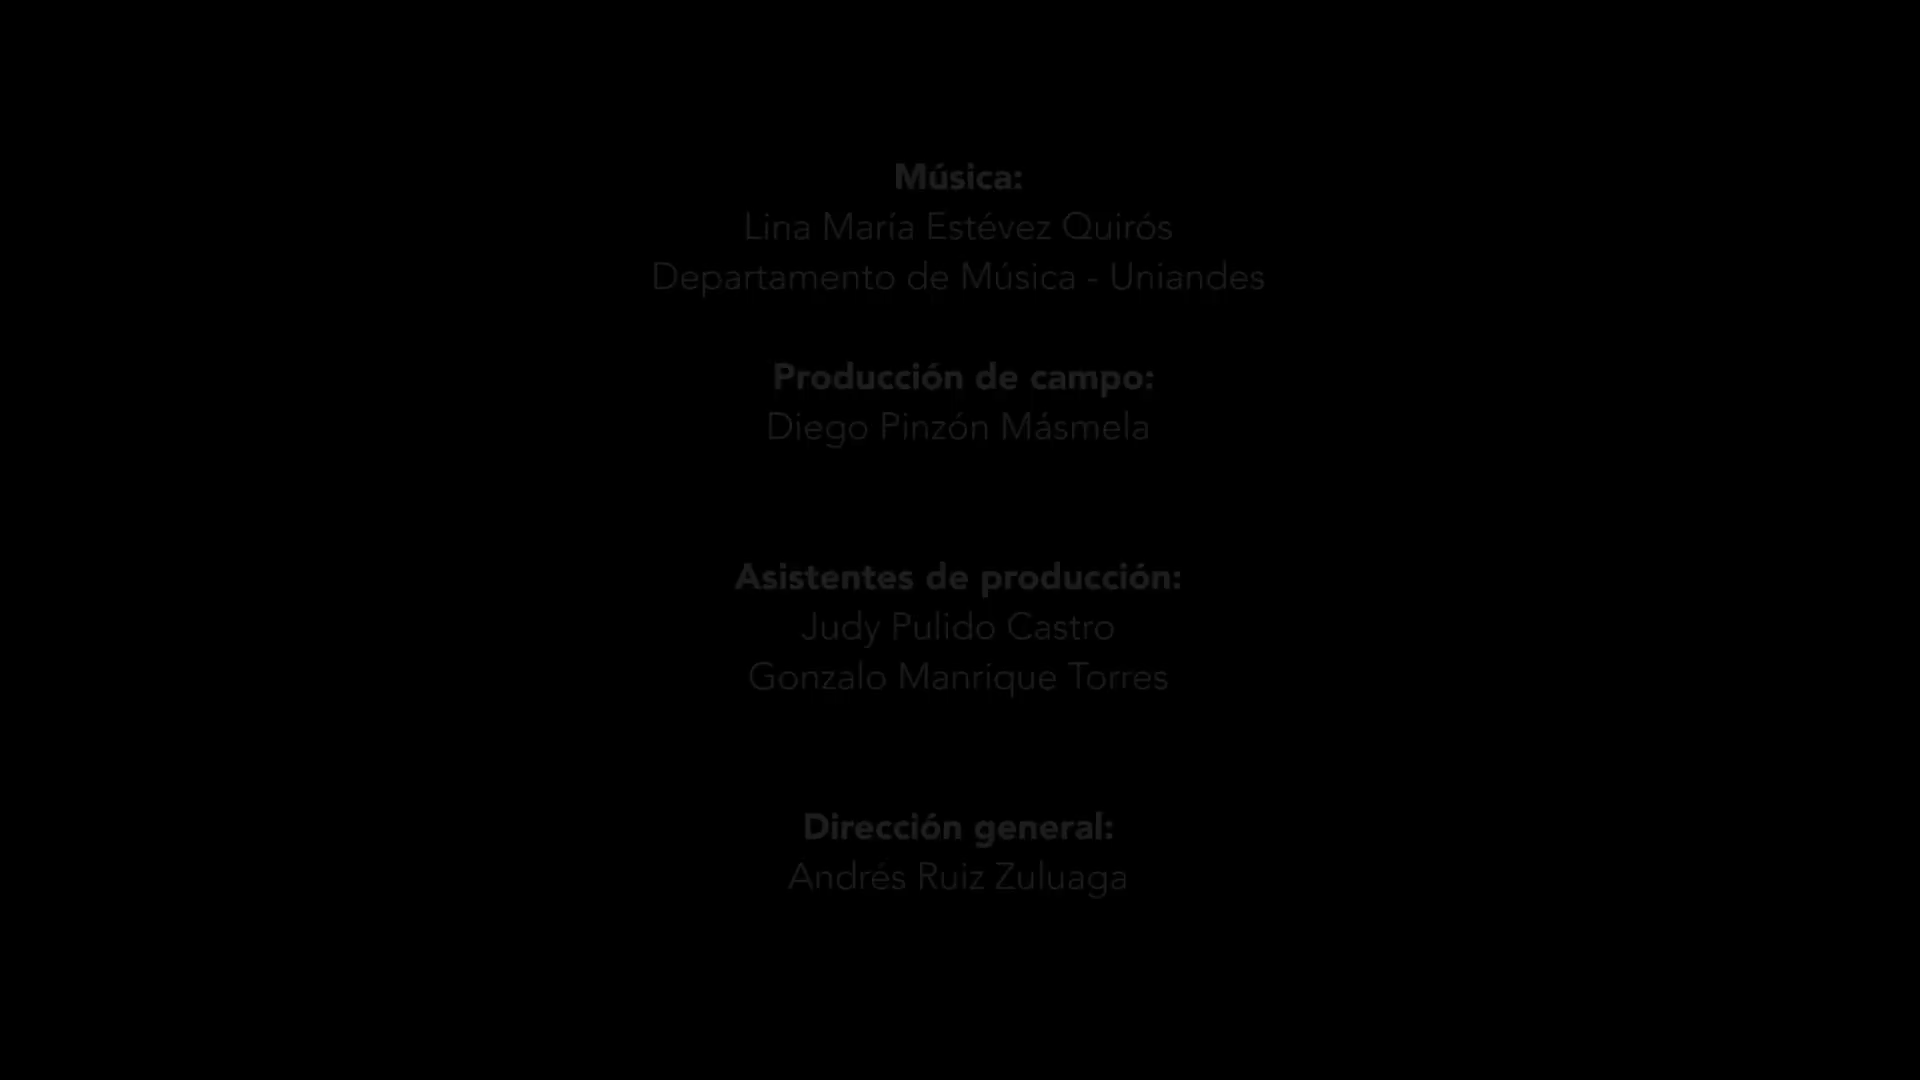 Música:
Lina María Estévez Quirós
Departamento de Música - Uniandes
Producción de campo:
Diego Pinzón Másmela
Asistentes de producción:
Judy Pulido Castro
Gonzalo Manrique Torres
Dirección general:
Andrés Ruiz Zuluaga